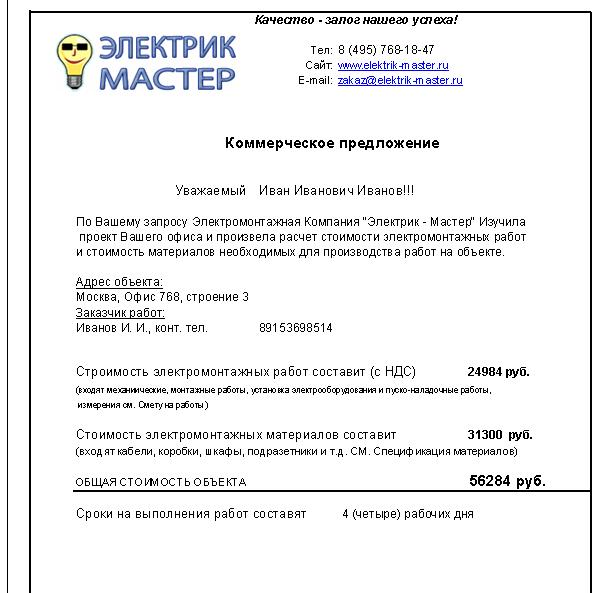 Качество - залог нашего успеха!
ЭЛЕКТРИК
МАСТЕР
Тел: 8 (495) 768-18-47
Сайт: www.elektrik-master.ru
E-mail: zakaz@elektrik-master.ru
Коммерческое предложение
Уважаемый Иван Иванович Иванов!!!
По Вашему запросу Электромонтажная Компания "Электрик - Мастер" Изучила
проект Вашего офиса и произвела расчет стоимости электромонтажных работ
и стоимость материалов необходимых для производства работ на объекте.
Адрес объекта:
Москва, Офис 768, строение 3
Заказчик работ:
Иванов И. И., конт. тел. 89153698514
Строимость электромонтажных работ составит (с НДС) 24984 руб.
(входят механиические, монтажные работы, установка электрооборудования и пуско-наладочные работы,
измерения см. Смету на работы)
Стоимость электромонтажных материалов составит 31300 руб.
(входят кабели, коробки, шкафы, подразетники и т.д. СМ. Спецификация материалов)
ОБЩАЯ СТОИМОСТЬ ОБЪЕКТА 56284 руб.
Сроки на выполнения работ составят 4 (четыре) рабочих дня